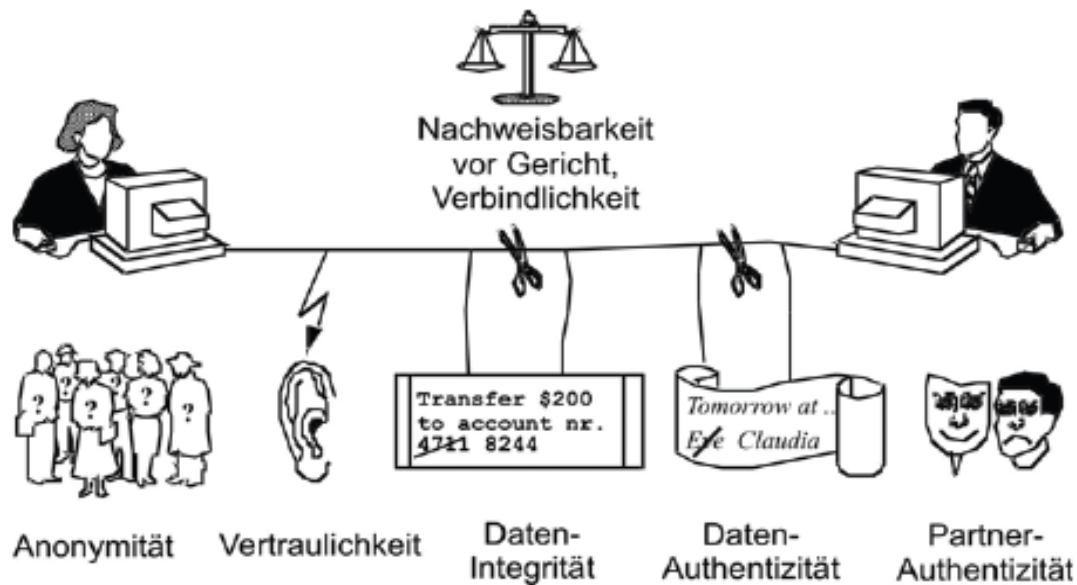 Nachweisbarkeit
vor Gericht,
Verbindlichkeit
? ? ? ? ?
Transfer $200
to account nr.
4711 8244
Tomorrow at ..
Eve Claudia
Anonymität
Vertraulichkeit
Daten-
Integrität
Daten-
Authentizität
Partner-
Authentizität